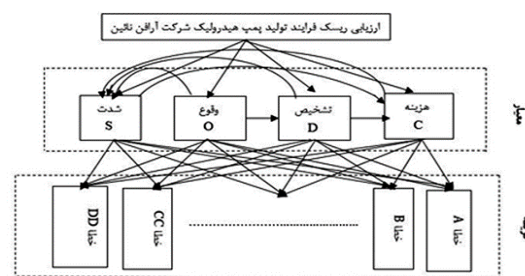 ارزیابی ریسک فرایند تولید پمپ هیدرولیک شرکت آرافن نائین
معیار
هزینه
C
تشخیص
D
وقوع
O
شدت
S
خطا A
خطا B
خطا CC
خطا DD